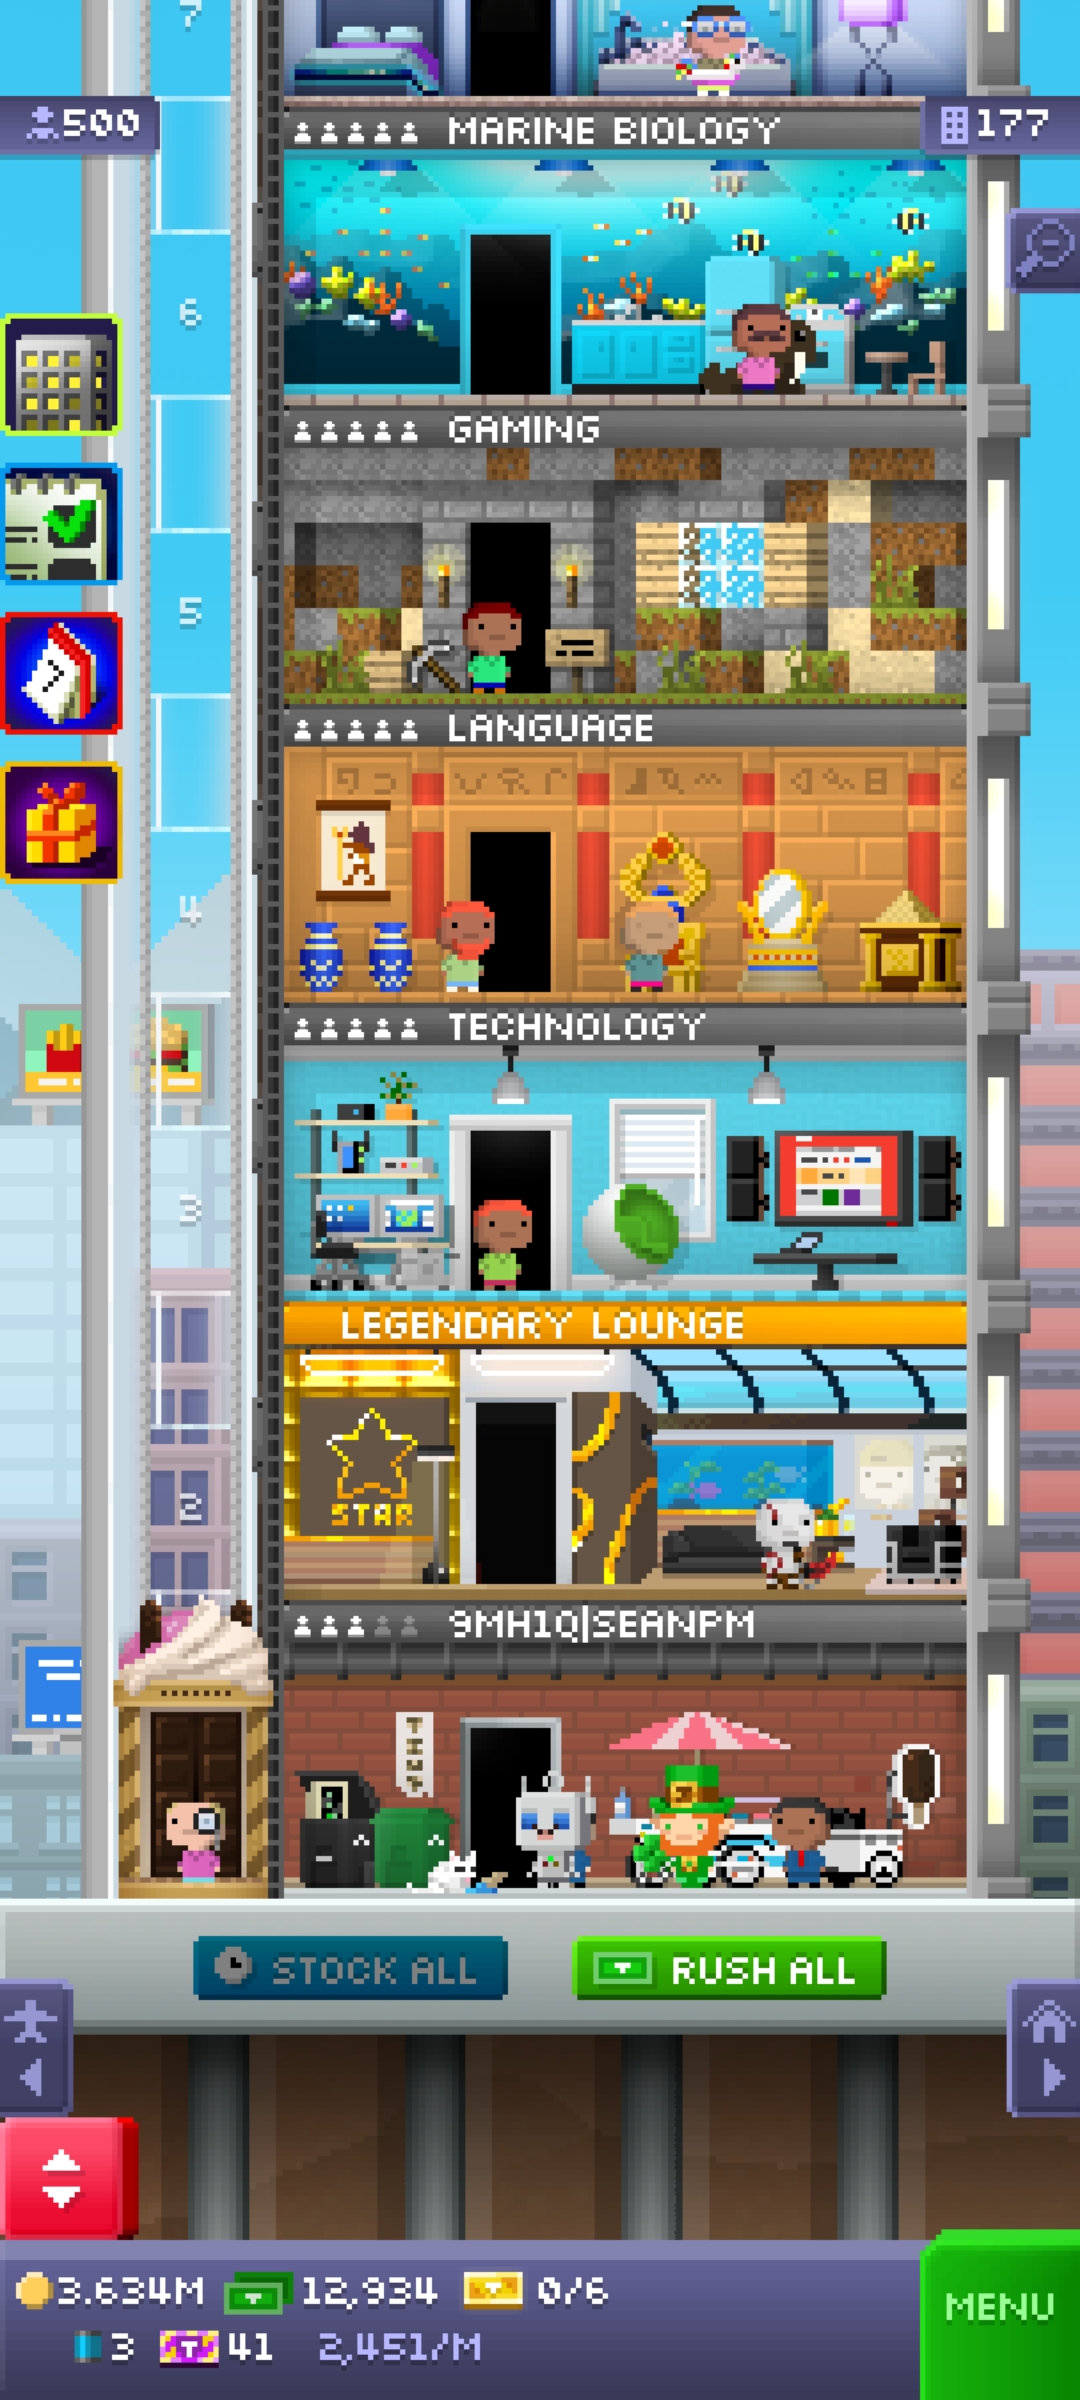 7
500
MARINE BIOLOGY
177
6
GAMING
5
LANGUAGE
4
TECHNOLOGY
3
LEGENDARY LOUNGE
STAR
2
9MH1Q|SEANPM
STOCK ALL
RUSH ALL
3.634M
12,934
0/6
MENU
3
41
2,451/M